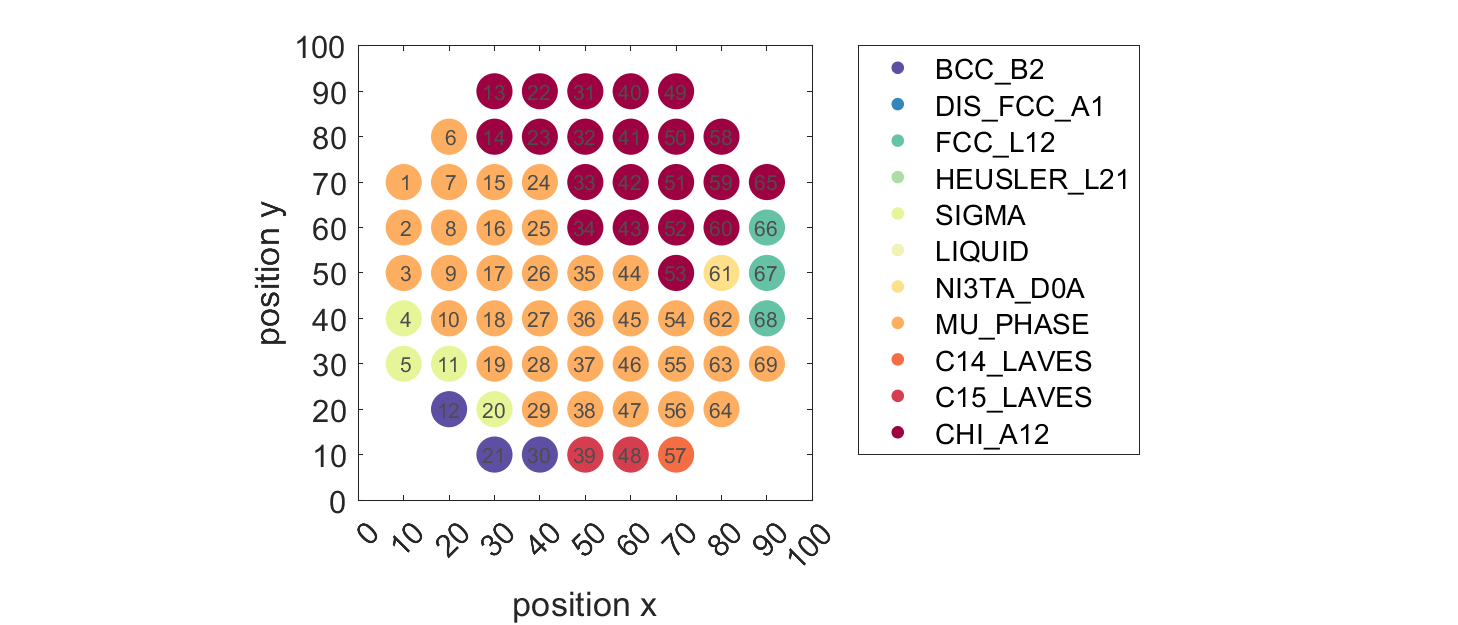 100
90
80
70
60
50
40
30
20
10
0
position y
13 22 31 40 49
6 14 23 32 41 50 58
1 7 15 24 33 42 51 59 65
2 8 16 25 34 43 52 60 66
3 9 17 26 35 44 53 61 67
4 10 18 27 36 45 54 62 68
5 11 19 28 37 46 55 63 69
12 20 29 38 47 56 64
21 30 39 48 57
0 10 20 30 40 50 60 70 80 90 100
position x
BCC_B2
DIS_FCC_A1
FCC_L12
HEUSLER_L21
SIGMA
LIQUID
NI3TA_D0A
MU_PHASE
C14_LAVES
C15_LAVES
CHI_A12